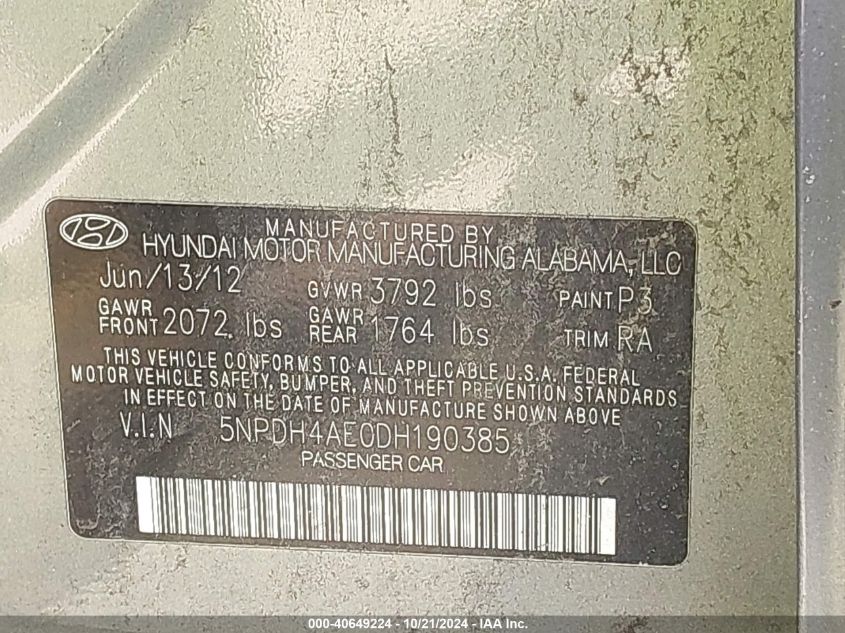 MANUFACTURED BY
HYUNDAI MOTOR MANUFACTURING ALABAMA, LLC
Jun/13/12 GVWR 3792 lbs PAINT P3
GAWR FRONT 2072 lbs GAWR REAR 1764 lbs TRIM RA
THIS VEHICLE CONFORMS TO ALL APPLICABLE U.S.A. FEDERAL
MOTOR VEHICLE SAFETY, BUMPER, AND THEFT PREVENTION STANDARDS
IN EFFECT ON THE DATE OF MANUFACTURE SHOWN ABOVE
V.I.N 5NPDH4AE0DH190385
PASSENGER CAR
000-40649224 - 10/21/2024 - IAA Inc.